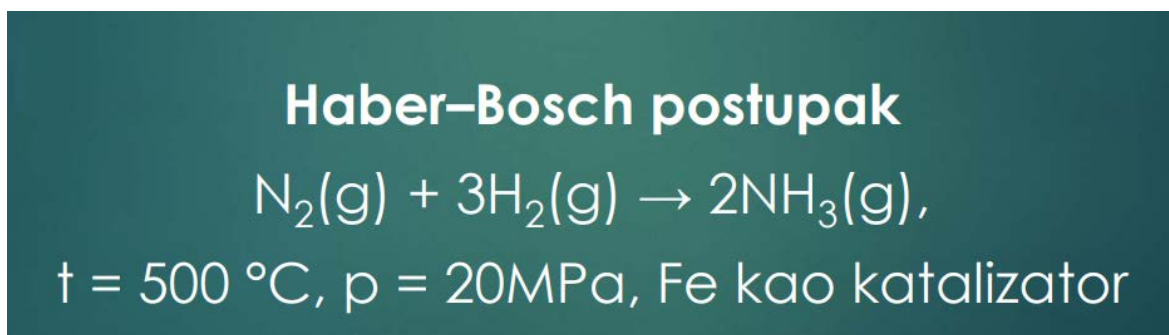 Haber–Bosch postupak
N₂(g) + 3H₂(g) → 2NH₃(g),
t = 500 °C, p = 20MPa, Fe kao katalizator